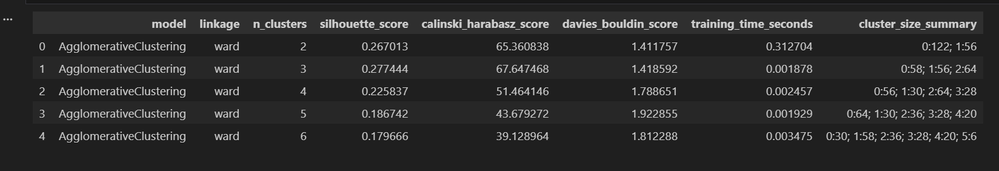 ...
model linkage n_clusters silhouette_score calinski_harabasz_score davies_bouldin_score training_time_seconds cluster_size_summary
0 AgglomerativeClustering ward 2 0.267013 65.360838 1.411757 0.312704 0:122; 1:56
1 AgglomerativeClustering ward 3 0.277444 67.647468 1.418592 0.001878 0:58; 1:56; 2:64
2 AgglomerativeClustering ward 4 0.225837 51.464146 1.788651 0.002457 0:56; 1:30; 2:64; 3:28
3 AgglomerativeClustering ward 5 0.186742 43.679272 1.922855 0.001929 0:64; 1:30; 2:36; 3:28; 4:20
4 AgglomerativeClustering ward 6 0.179666 39.128964 1.812288 0.003475 0:30; 1:58; 2:36; 3:28; 4:20; 5:6